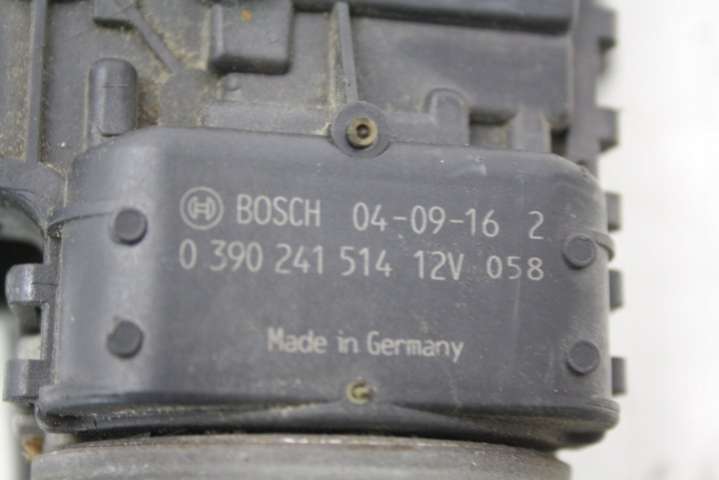 BOSCH 04-09-16 2
0 390 241 514 12V 058
Made in Germany